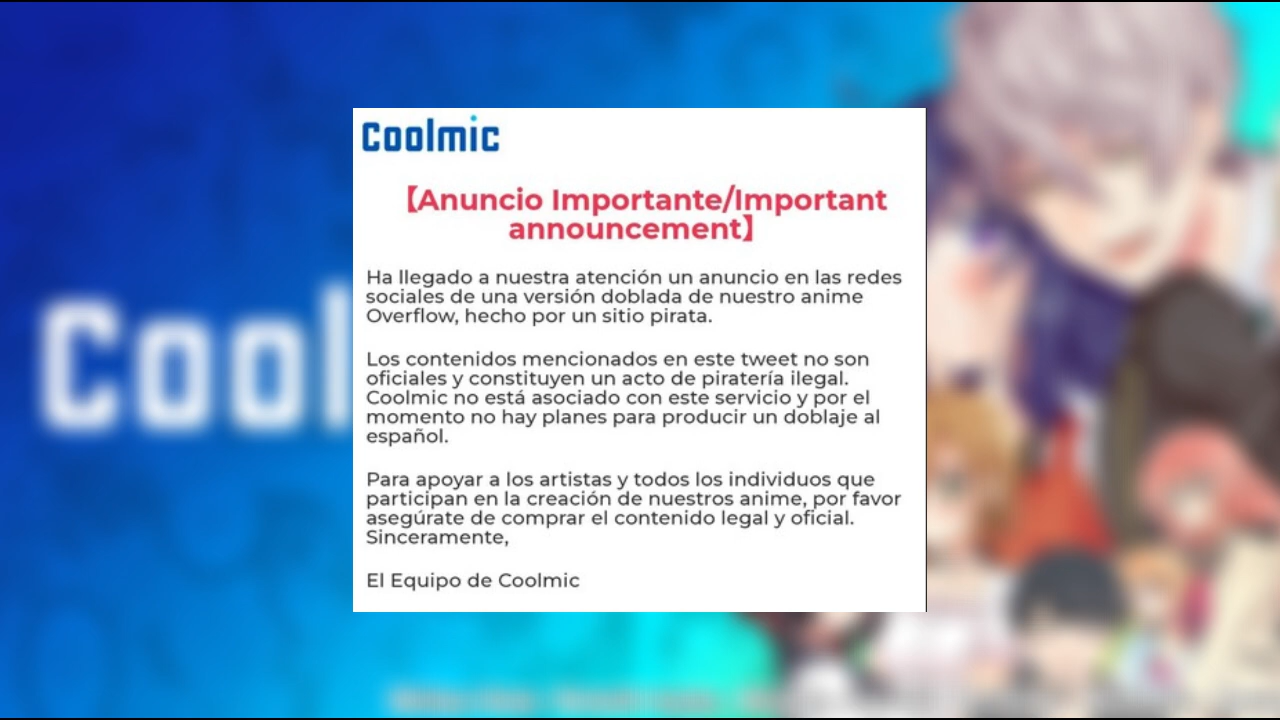 Coolmic
【Anuncio Importante/Important
announcement】
Ha llegado a nuestra atención un anuncio en las redes
sociales de una versión doblada de nuestro anime
Overflow, hecho por un sitio pirata.
Los contenidos mencionados en este tweet no son
oficiales y constituyen un acto de piratería ilegal.
Coolmic no está asociado con este servicio y por el
momento no hay planes para producir un doblaje al
español.
Para apoyar a los artistas y todos los individuos que
participan en la creación de nuestros anime, por favor
asegúrate de comprar el contenido legal y oficial.
Sinceramente,
El Equipo de Coolmic
Cool